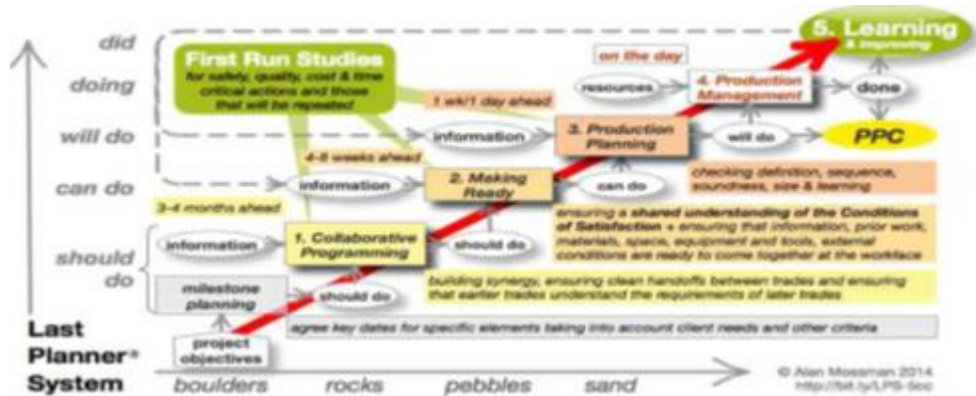 did
doing
will do
can do
should
do
First Run Studies
for safety, quality, cost & time
critical actions and those
that will be repeated
5. Learning
& improving
on the day
resources
4. Production
Management
done
1 wk/1 day ahead
information
3. Production
Planning
will do
PPC
4-8 weeks ahead
information
2. Making
Ready
can do
checking definition, sequence,
soundness, size & learning
3-4 months ahead
information
1. Collaborative
Programming
should do
ensuring a shared understanding of the Conditions
of Satisfaction + ensuring that information, prior work,
materials, space, equipment and tools, external
conditions are ready to come together at the workface
milestone
planning
should do
building synergy, ensuring clean handoffs between trades and ensuring
that earlier trades understand the requirements of later trades
project
objectives
agree key dates for specific elements taking into account client needs and other criteria
Last
Planner®
System
boulders
rocks
pebbles
sand
© Alan Mossman 2014